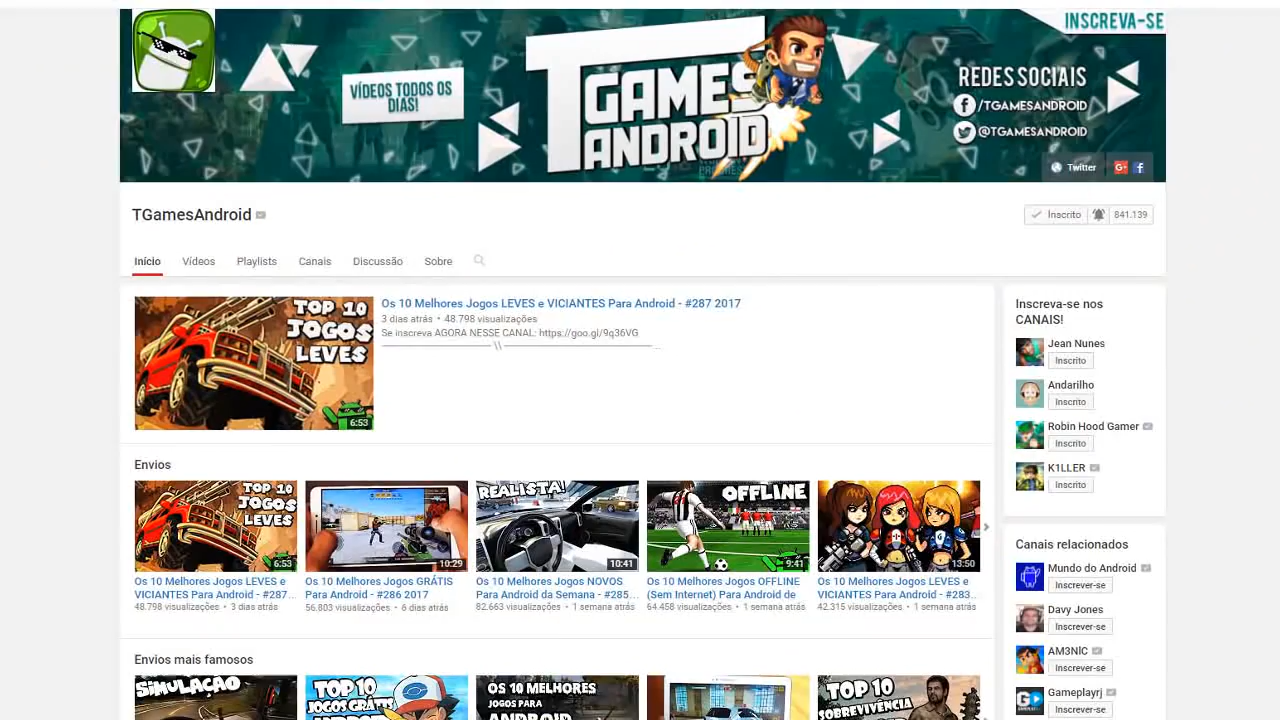 INSCREVA-SE
VÍDEOS TODOS OS
DIAS!
TGAMES
ANDROID
REDES SOCIAIS
/TGAMESANDROID
@TGAMESANDROID
Twitter
G+
TGamesAndroid
Inscrito
841.139
Início
Vídeos
Playlists
Canais
Discussão
Sobre
TOP 10
JOGOS
LEVES
6:53
Os 10 Melhores Jogos LEVES e VICIANTES Para Android - #287 2017
3 dias atrás • 48.798 visualizações
Se inscreva AGORA NESSE CANAL: https://goo.gl/9q36VG
———————————\\ ———————————————...
Envios
TOP 10
JOGOS
LEVES
6:53
Os 10 Melhores Jogos LEVES e
VICIANTES Para Android - #287...
48.798 visualizações • 3 dias atrás
10:29
Os 10 Melhores Jogos GRÁTIS
Para Android - #286 2017
56.803 visualizações • 6 dias atrás
REALISTA!
10:41
Os 10 Melhores Jogos NOVOS
Para Android da Semana - #285...
82.663 visualizações • 1 semana atrás
OFFLINE
9:41
Os 10 Melhores Jogos OFFLINE
(Sem Internet) Para Android de
64.458 visualizações • 1 semana atrás
13:50
Os 10 Melhores Jogos LEVES e
VICIANTES Para Android - #283...
42.315 visualizações • 1 semana atrás
Envios mais famosos
SIMULAÇÃO
TOP 10
JOGOS GRÁTIS
OS 10 MELHORES
JOGOS PARA
ANDROID
TOP 10
SOBREVIVÊNCIA
Inscreva-se nos
CANAIS!
Jean Nunes
Inscrito
Andarilho
Inscrito
Robin Hood Gamer
Inscrito
K1LLER
Inscrito
Canais relacionados
Mundo do Android
Inscrever-se
Davy Jones
Inscrever-se
AM3NlC
Inscrever-se
Gameplayrj
Inscrever-se